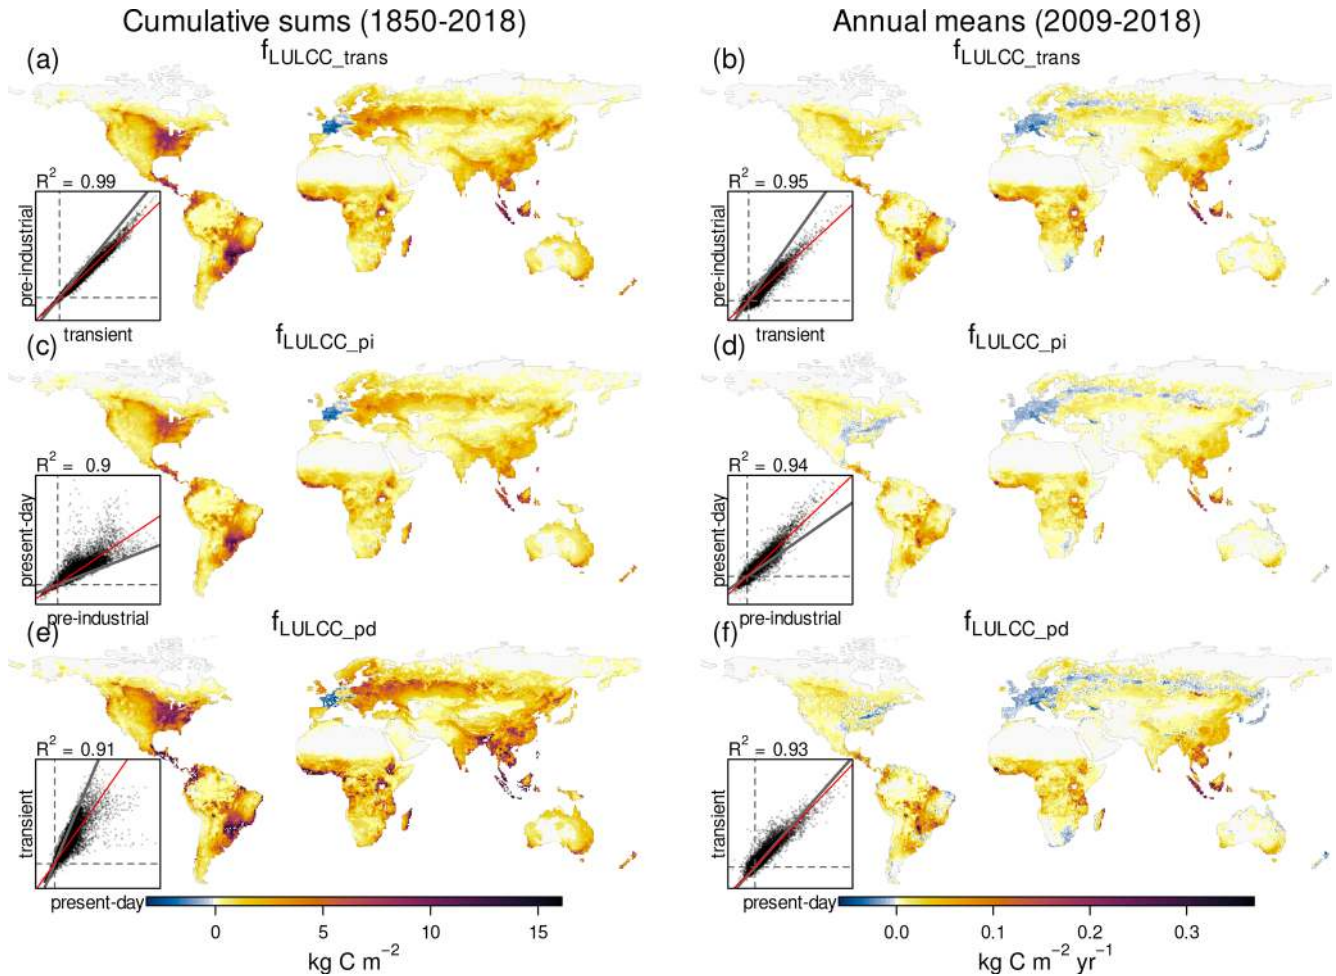 Cumulative sums (1850-2018)
Annual means (2009-2018)
(a)
fLULCC_trans
R² = 0.99
pre-industrial
transient
(b)
fLULCC_trans
R² = 0.95
pre-industrial
transient
(c)
fLULCC_pi
R² = 0.9
present-day
pre-industrial
(d)
fLULCC_pi
R² = 0.94
present-day
pre-industrial
(e)
fLULCC_pd
R² = 0.91
transient
present-day
(f)
fLULCC_pd
R² = 0.93
transient
present-day
0 5 10 15
kg C m⁻²
0.0 0.1 0.2 0.3
kg C m⁻² yr⁻¹